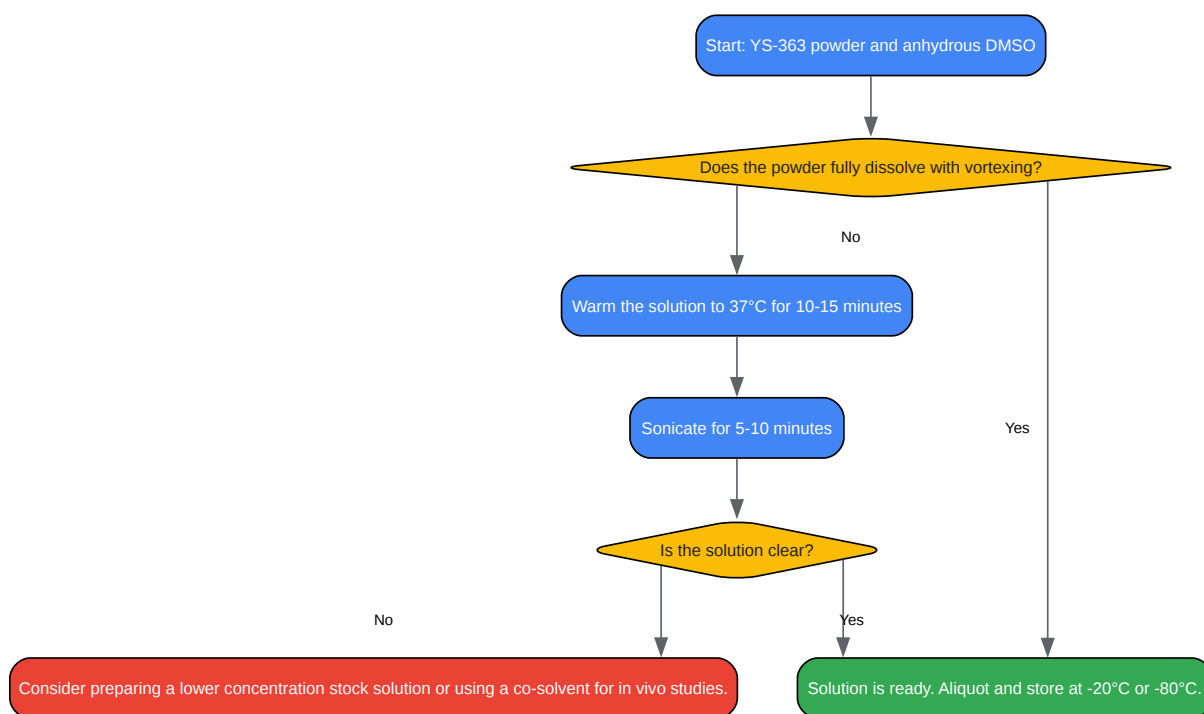 Start: YS-363 powder and anhydrous DMSO
Does the powder fully dissolve with vortexing?
No
Warm the solution to 37°C for 10-15 minutes
Sonicate for 5-10 minutes
Yes
Is the solution clear?
No
Yes
Consider preparing a lower concentration stock solution or using a co-solvent for in vivo studies.
Solution is ready. Aliquot and store at -20°C or -80°C.